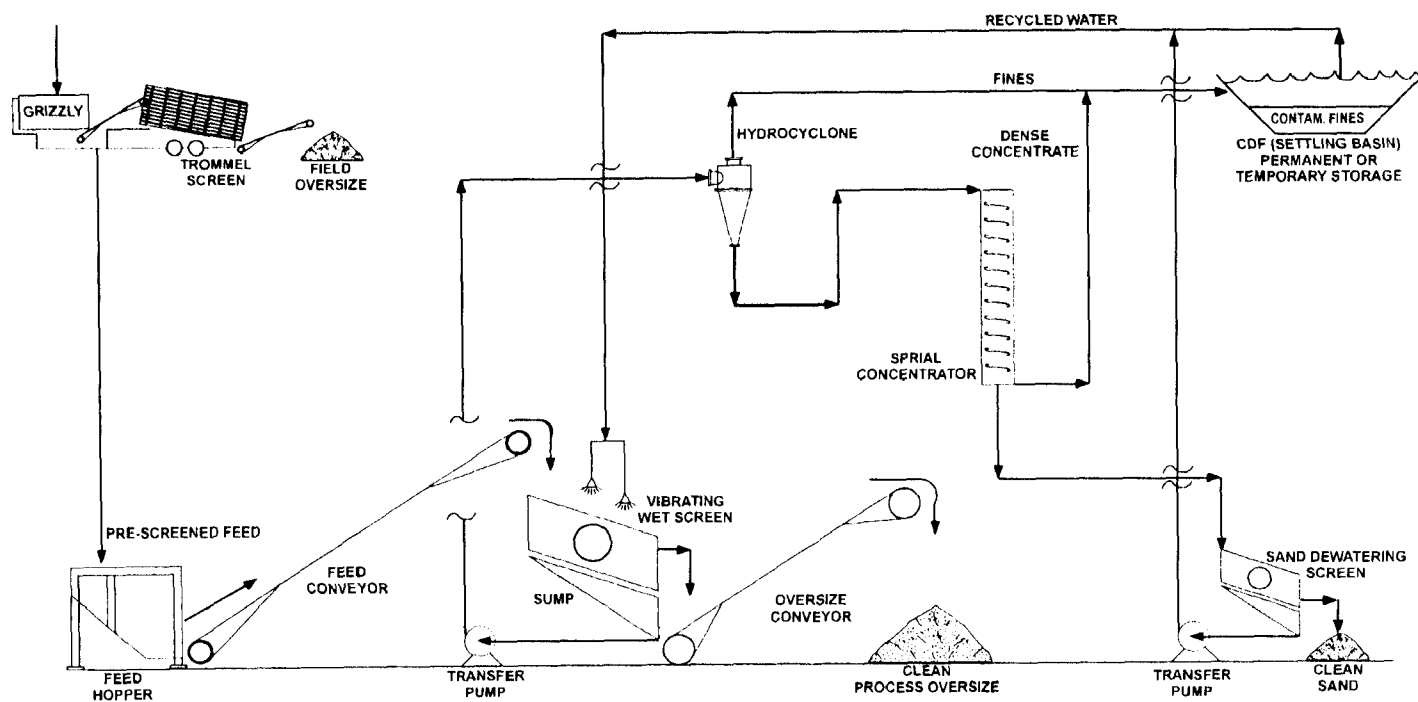 RECYCLED WATER
GRIZZLY
TROMMEL
SCREEN
FIELD
OVERSIZE
FINES
HYDROCYCLONE
DENSE
CONCENTRATE
CONTAM. FINES
CDF (SETTLING BASIN)
PERMANENT OR
TEMPORARY STORAGE
SPRIAL
CONCENTRATOR
PRE-SCREENED FEED
FEED
CONVEYOR
VIBRATING
WET SCREEN
SUMP
OVERSIZE
CONVEYOR
SAND DEWATERING
SCREEN
FEED
HOPPER
TRANSFER
PUMP
CLEAN
PROCESS OVERSIZE
TRANSFER
PUMP
CLEAN
SAND